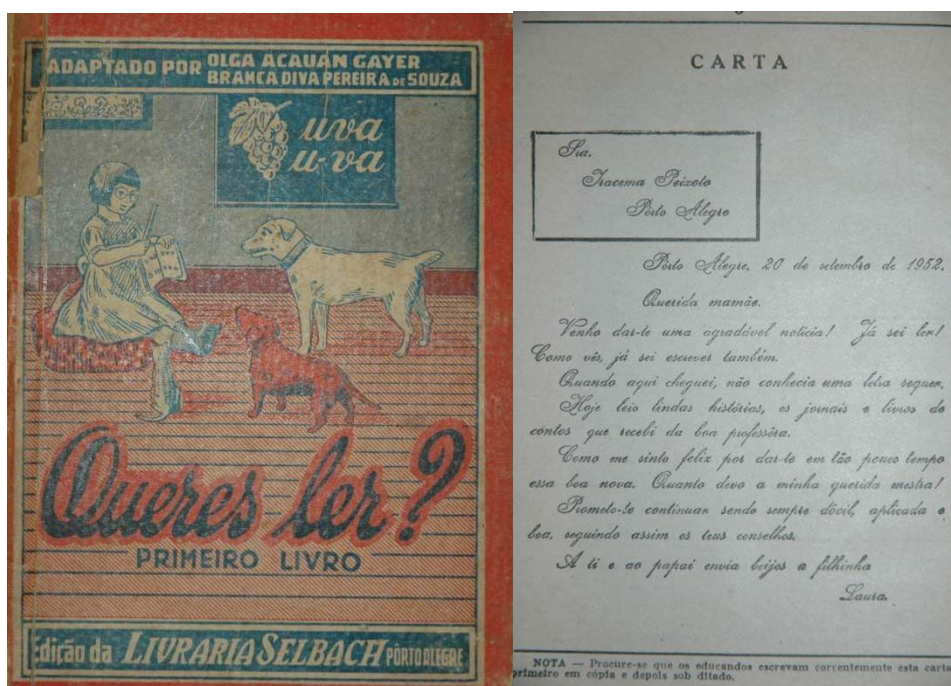 ADAPTADO POR OLGA ACAUAN GAYER
BRANCA DIVA PEREIRA DE SOUZA
uva
u-va
Queres ler?
PRIMEIRO LIVRO
Edição da LIVRARIA SELBACH PÔRTO ALEGRE
CARTA
Sra.
Iracema Peixoto
Pôrto Alegre
Pôrto Alegre, 20 de setembro de 1952.
Querida mamãe.
Venho dar-te uma agradável notícia! Já sei ler!
Como vês, já sei escrever também.
Quando aqui cheguei, não conhecia uma letra sequer.
Hoje leio lindas histórias, os jornais e livros de
contos que recebi da boa professôra.
Como me sinto feliz por dar-te em tão pouco tempo
essa boa nova. Quanto devo a minha querida mestra!
Prometo-te continuar sendo sempre dócil, aplicada e
boa, seguindo assim os teus conselhos.
A ti e ao papai envia beijos a filhinha
Laura.
NOTA — Procure-se que os educandos escrevam correntemente esta carta
primeiro em cópia e depois sob ditado.